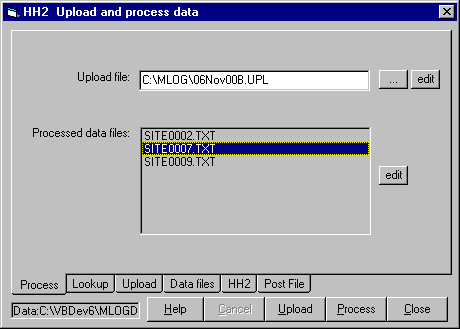 HH2 Upload and process data
Upload file: C:\MLOG\06Nov00B.UPL ... edit
Processed data files: SITE0002.TXT
SITE0007.TXT
SITE0009.TXT
edit
Process Lookup Upload Data files HH2 Post File
Data:C:\VBDev6\MLOGD Help Cancel Upload Process Close